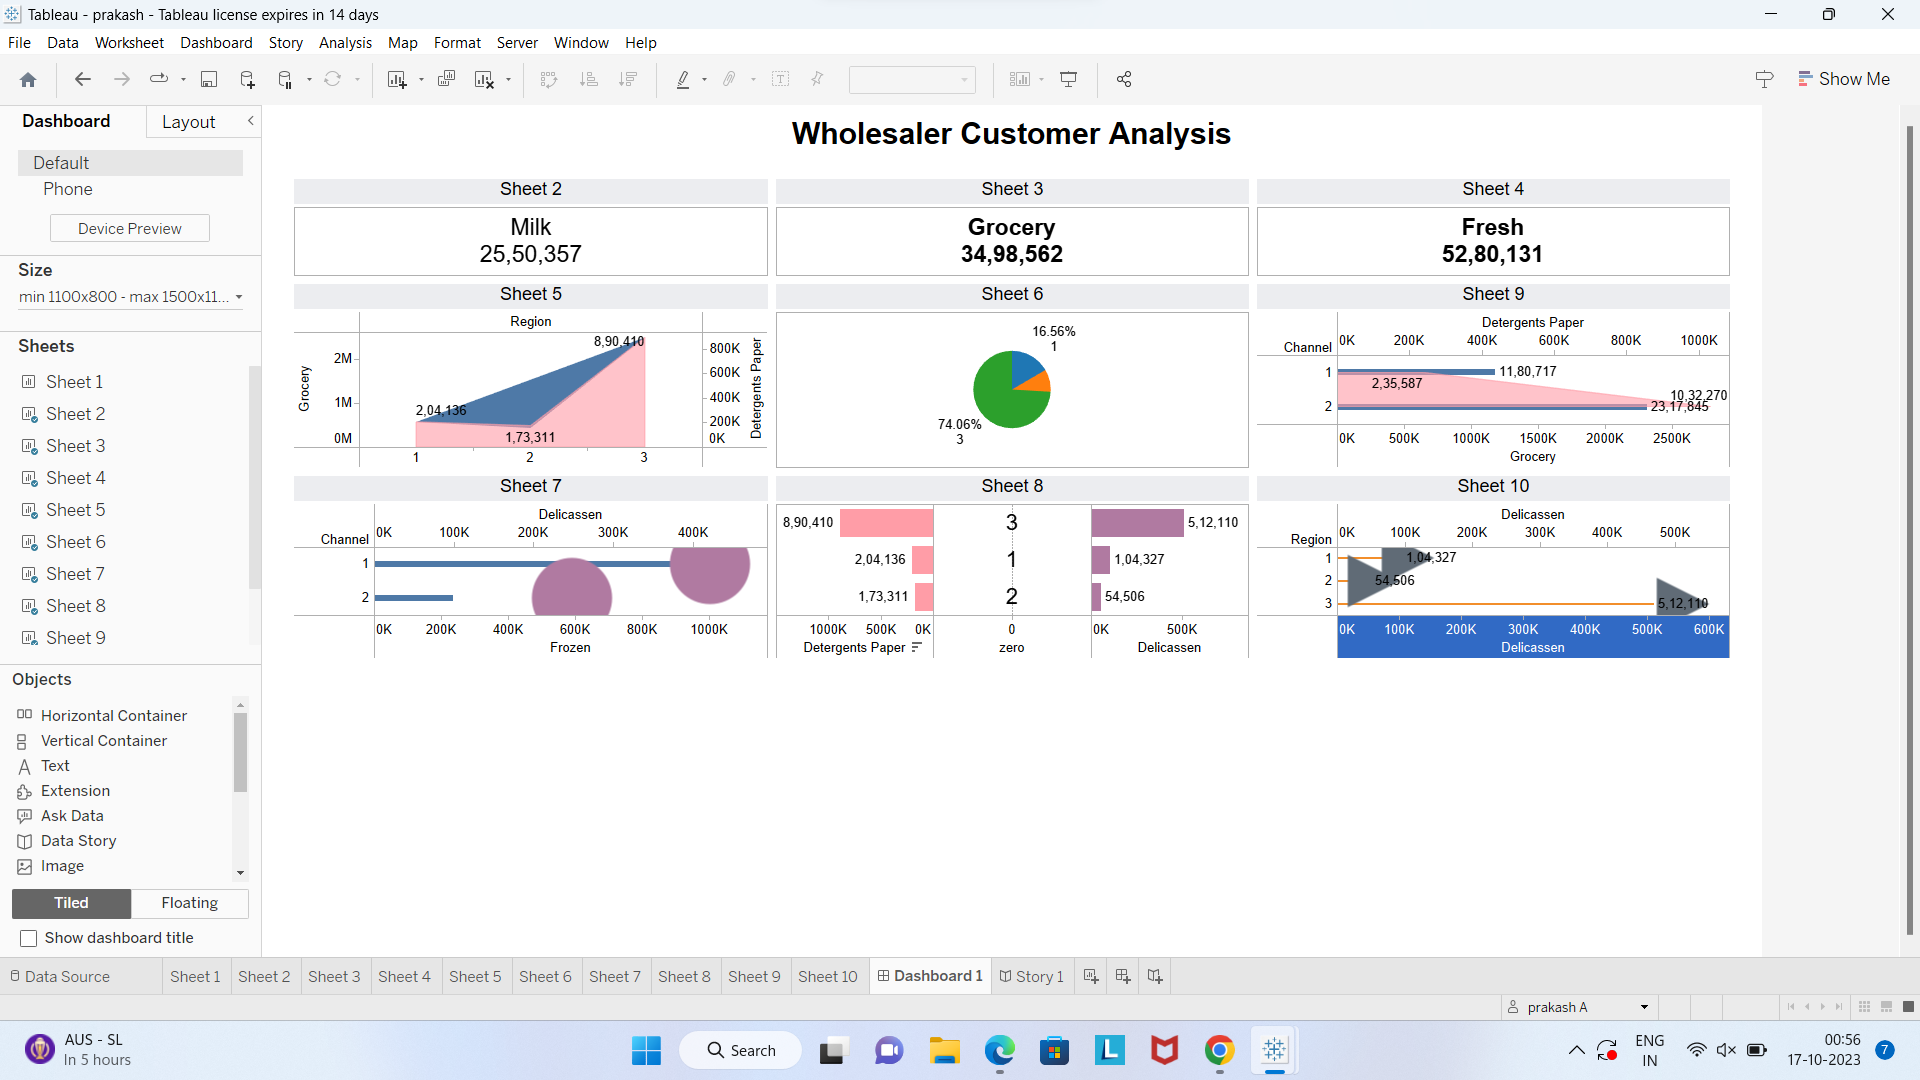 Tableau - prakash - Tableau license expires in 14 days
File Data Worksheet Dashboard Story Analysis Map Format Server Window Help
Show Me
Dashboard Layout
Default
Phone
Device Preview
Size
min 1100x800 - max 1500x11...
Sheets
Sheet 1
Sheet 2
Sheet 3
Sheet 4
Sheet 5
Sheet 6
Sheet 7
Sheet 8
Sheet 9
Objects
Horizontal Container
Vertical Container
Text
Extension
Ask Data
Data Story
Image
Tiled Floating
Show dashboard title
Wholesaler Customer Analysis
Sheet 2
Milk
25,50,357
Sheet 3
Grocery
34,98,562
Sheet 4
Fresh
52,80,131
Sheet 5
Region
Grocery
2M
1M
0M
8,90,410
2,04,136
1,73,311
800K
600K
400K
200K
0K
Detergents Paper
1 2 3
Sheet 6
16.56%
1
74.06%
3
Sheet 9
Detergents Paper
Channel 0K 200K 400K 600K 800K 1000K
1 11,80,717
2,35,587
10,32,270
2 23,17,845
0K 500K 1000K 1500K 2000K 2500K
Grocery
Sheet 7
Delicassen
Channel 0K 100K 200K 300K 400K
1
2
0K 200K 400K 600K 800K 1000K
Frozen
Sheet 8
8,90,410 3 5,12,110
2,04,136 1 1,04,327
1,73,311 2 54,506
1000K 500K 0K 0 0K 500K
Detergents Paper zero Delicassen
Sheet 10
Delicassen
Region 0K 100K 200K 300K 400K 500K
1 1,04,327
2 54,506
3 5,12,110
0K 100K 200K 300K 400K 500K 600K
Delicassen
Data Source Sheet 1 Sheet 2 Sheet 3 Sheet 4 Sheet 5 Sheet 6 Sheet 7 Sheet 8 Sheet 9 Sheet 10 Dashboard 1 Story 1
prakash A
AUS - SL
In 5 hours
Search
L
ENG
IN
00:56
17-10-2023
7